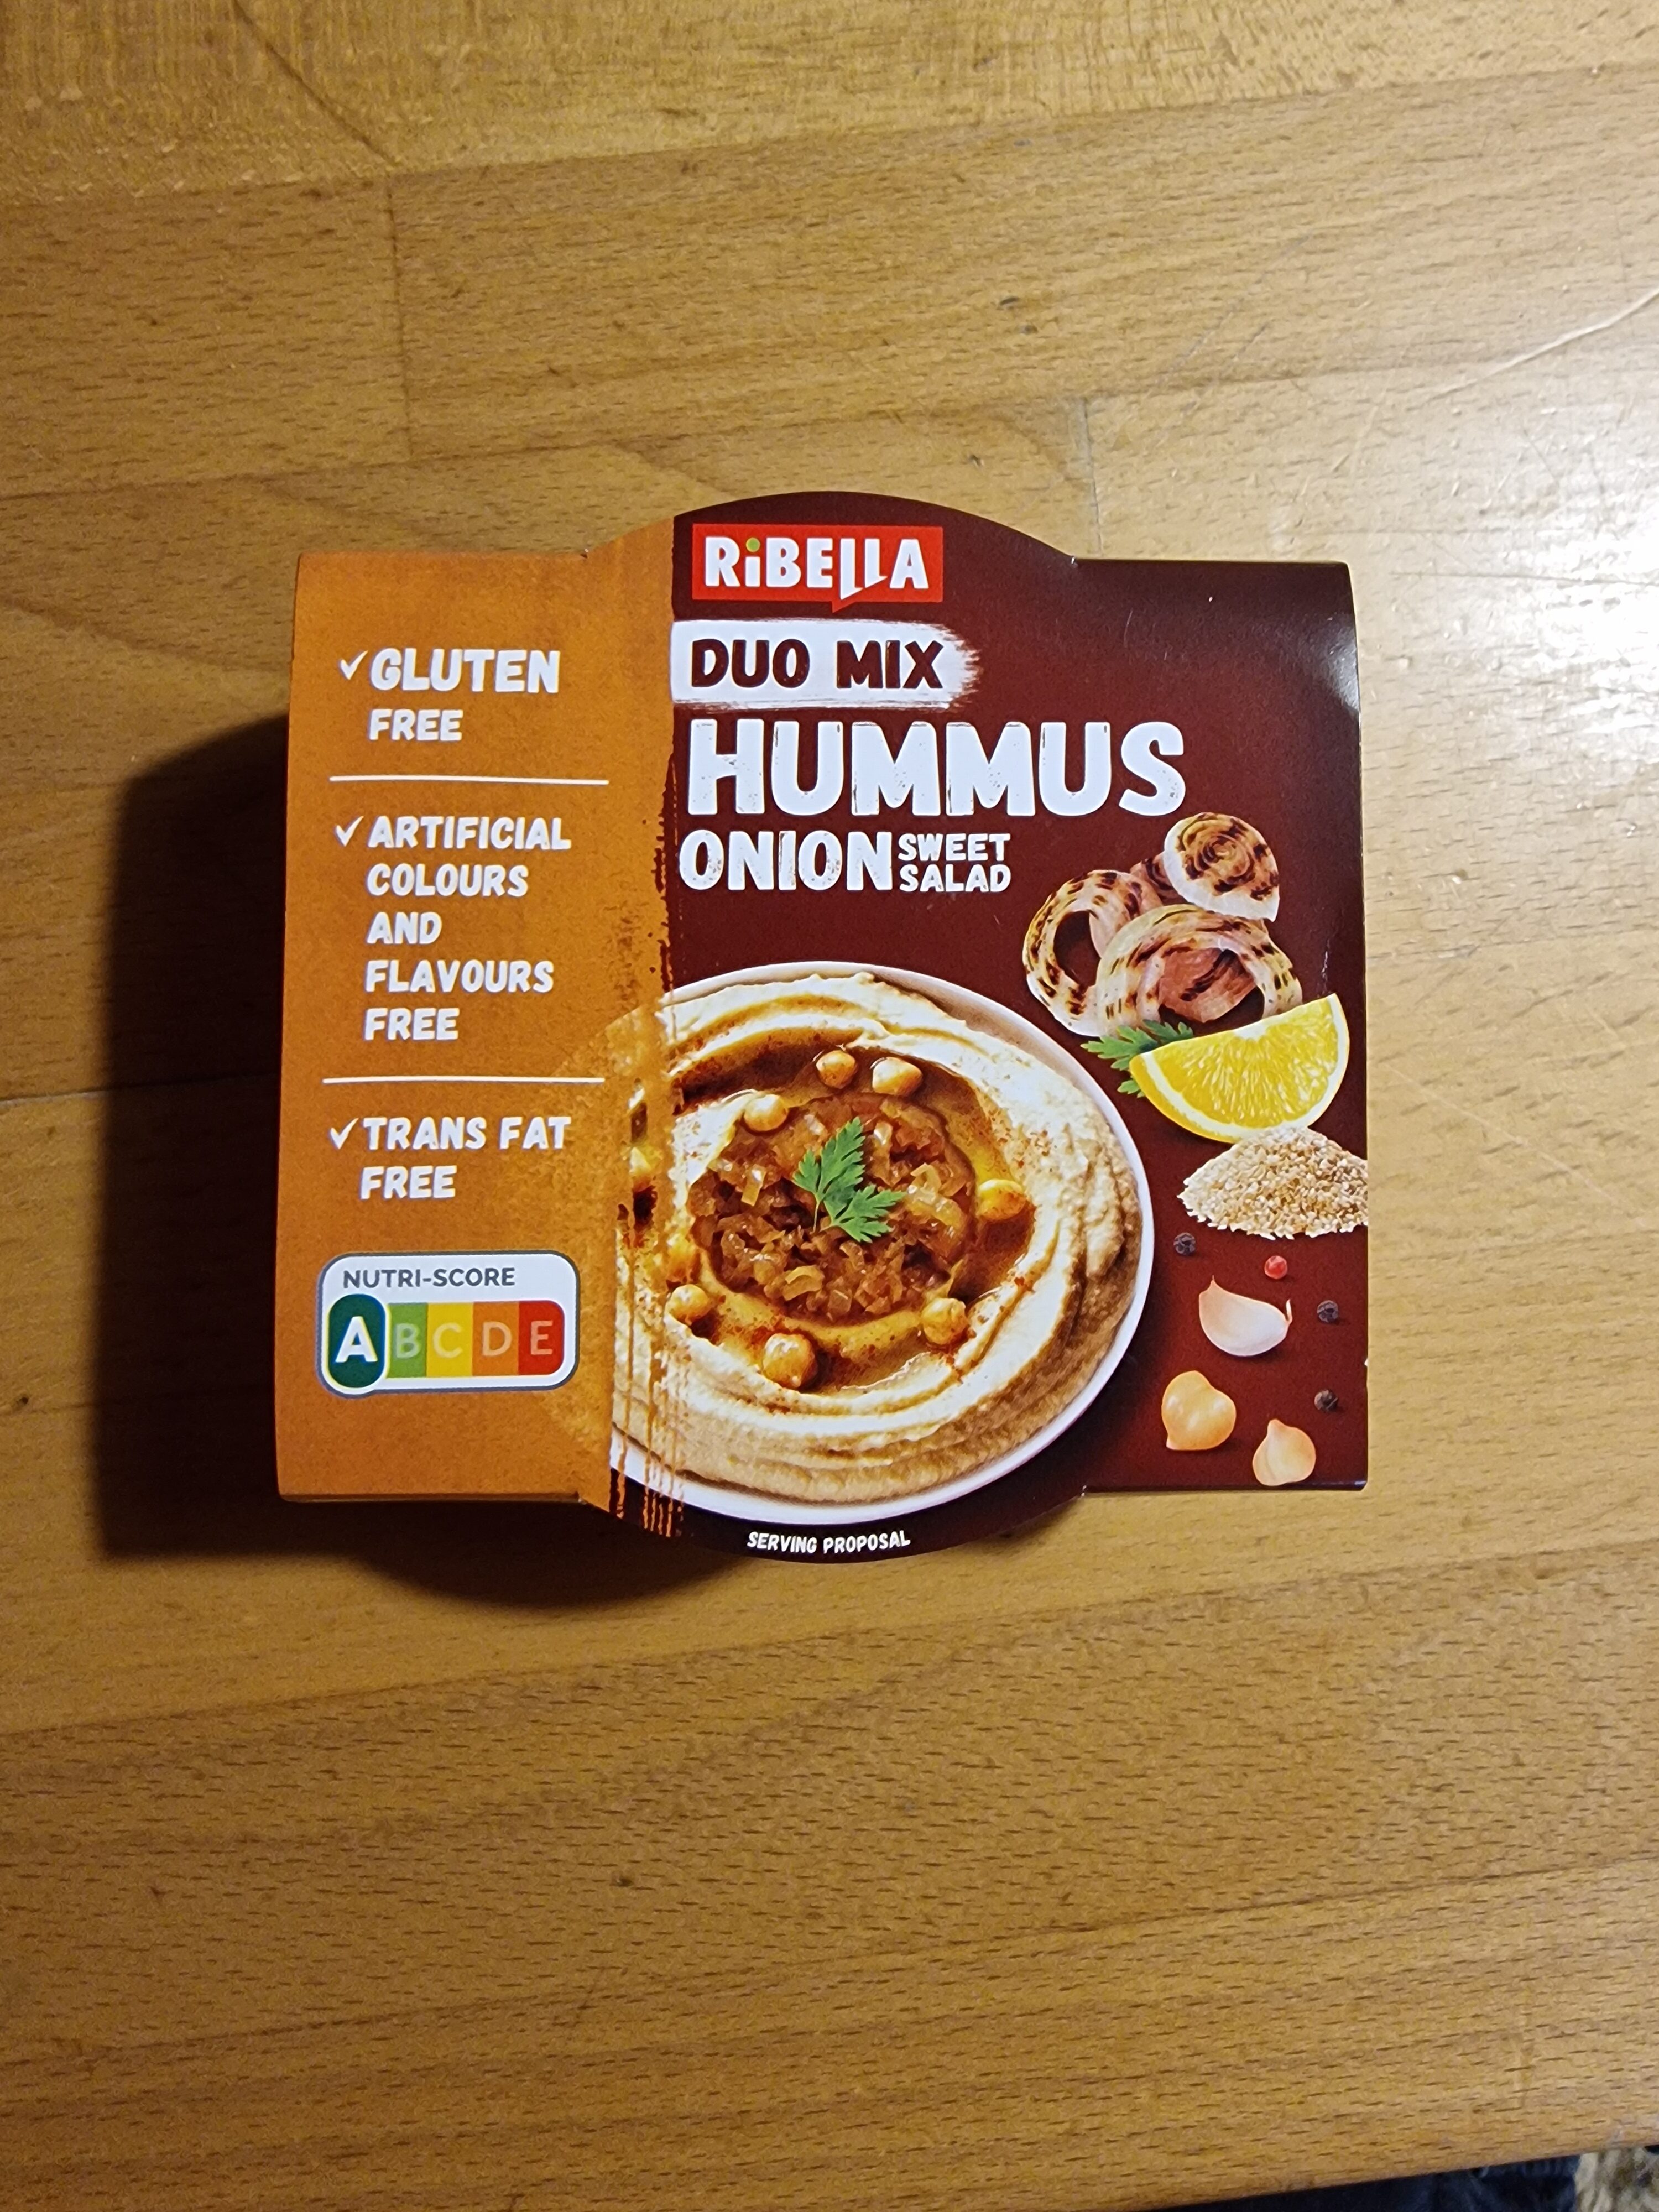 RiBELLA
DUO MIX
HUMMUS
ONION SWEET
SALAD
✓GLUTEN
FREE
✓ARTIFICIAL
COLOURS
AND
FLAVOURS
FREE
✓TRANS FAT
FREE
NUTRI-SCORE
A B C D E
SERVING PROPOSAL